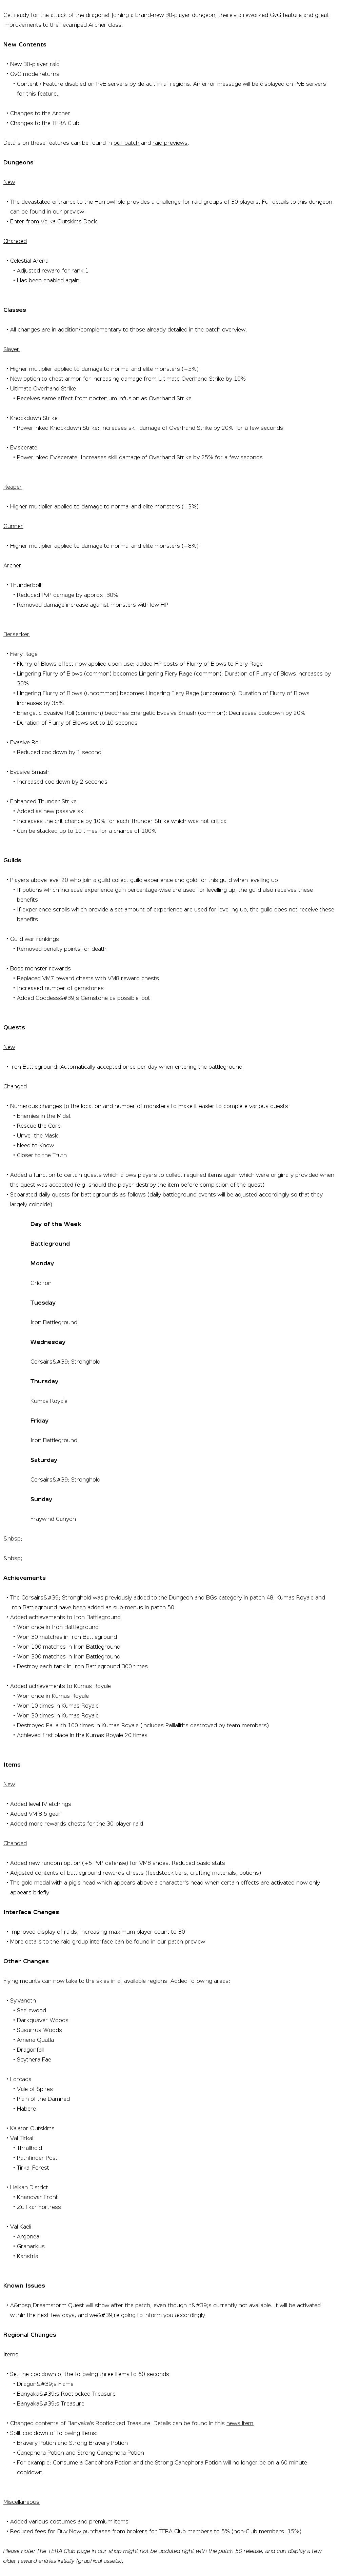 Get ready for the attack of the dragons! Joining a brand-new 30-player dungeon, there's a reworked GvG feature and great
improvements to the revamped Archer class.
New Contents
• New 30-player raid
• GvG mode returns
• Content / Feature disabled on PvE servers by default in all regions. An error message will be displayed on PvE servers
for this feature.
• Changes to the Archer
• Changes to the TERA Club
Details on these features can be found in our patch and raid previews.
Dungeons
New
• The devastated entrance to the Harrowhold provides a challenge for raid groups of 30 players. Full details to this dungeon
can be found in our preview.
• Enter from Velika Outskirts Dock
Changed
• Celestial Arena
• Adjusted reward for rank 1
• Has been enabled again
Classes
• All changes are in addition/complementary to those already detailed in the patch overview.
Slayer
• Higher multiplier applied to damage to normal and elite monsters (+5%)
• New option to chest armor for increasing damage from Ultimate Overhand Strike by 10%
• Ultimate Overhand Strike
• Receives same effect from noctenium infusion as Overhand Strike
• Knockdown Strike
• Powerlinked Knockdown Strike: Increases skill damage of Overhand Strike by 20% for a few seconds
• Eviscerate
• Powerlinked Eviscerate: Increases skill damage of Overhand Strike by 25% for a few seconds
Reaper
• Higher multiplier applied to damage to normal and elite monsters (+3%)
Gunner
• Higher multiplier applied to damage to normal and elite monsters (+8%)
Archer
• Thunderbolt
• Reduced PvP damage by approx. 30%
• Removed damage increase against monsters with low HP
Berserker
• Fiery Rage
• Flurry of Blows effect now applied upon use; added HP costs of Flurry of Blows to Fiery Rage
• Lingering Flurry of Blows (common) becomes Lingering Fiery Rage (common): Duration of Flurry of Blows increases by
30%
• Lingering Flurry of Blows (uncommon) becomes Lingering Fiery Rage (uncommon): Duration of Flurry of Blows
increases by 35%
• Energetic Evasive Roll (common) becomes Energetic Evasive Smash (common): Decreases cooldown by 20%
• Duration of Flurry of Blows set to 10 seconds
• Evasive Roll
• Reduced cooldown by 1 second
• Evasive Smash
• Increased cooldown by 2 seconds
• Enhanced Thunder Strike
• Added as new passive skill
• Increases the crit chance by 10% for each Thunder Strike which was not critical
• Can be stacked up to 10 times for a chance of 100%
Guilds
• Players above level 20 who join a guild collect guild experience and gold for this guild when levelling up
• If potions which increase experience gain percentage-wise are used for levelling up, the guild also receives these
benefits
• If experience scrolls which provide a set amount of experience are used for levelling up, the guild does not receive these
benefits
• Guild war rankings
• Removed penalty points for death
• Boss monster rewards
• Replaced VM7 reward chests with VM8 reward chests
• Increased number of gemstones
• Added Goddess&#39;s Gemstone as possible loot
Quests
New
• Iron Battleground: Automatically accepted once per day when entering the battleground
Changed
• Numerous changes to the location and number of monsters to make it easier to complete various quests:
• Enemies in the Midst
• Rescue the Core
• Unveil the Mask
• Need to Know
• Closer to the Truth
• Added a function to certain quests which allows players to collect required items again which were originally provided when
the quest was accepted (e.g. should the player destroy the item before completion of the quest)
• Separated daily quests for battlegrounds as follows (daily battleground events will be adjusted accordingly so that they
largely coincide):
Day of the Week
Battleground
Monday
Gridiron
Tuesday
Iron Battleground
Wednesday
Corsairs&#39; Stronghold
Thursday
Kumas Royale
Friday
Iron Battleground
Saturday
Corsairs&#39; Stronghold
Sunday
Fraywind Canyon
&nbsp;
&nbsp;
Achievements
• The Corsairs&#39; Stronghold was previously added to the Dungeon and BGs category in patch 48; Kumas Royale and
Iron Battleground have been added as sub-menus in patch 50.
• Added achievements to Iron Battleground
• Won once in Iron Battleground
• Won 30 matches in Iron Battleground
• Won 100 matches in Iron Battleground
• Won 300 matches in Iron Battleground
• Destroy each tank in Iron Battleground 300 times
• Added achievements to Kumas Royale
• Won once in Kumas Royale
• Won 10 times in Kumas Royale
• Won 30 times in Kumas Royale
• Destroyed Pallialith 100 times in Kumas Royale (includes Pallialiths destroyed by team members)
• Achieved first place in the Kumas Royale 20 times
Items
New
• Added level IV etchings
• Added VM 8.5 gear
• Added more rewards chests for the 30-player raid
Changed
• Added new random option (+5 PvP defense) for VM8 shoes. Reduced basic stats
• Adjusted contents of battleground rewards chests (feedstock tiers, crafting materials, potions)
• The gold medal with a pig's head which appears above a character's head when certain effects are activated now only
appears briefly
Interface Changes
• Improved display of raids, increasing maximum player count to 30
• More details to the raid group interface can be found in our patch preview.
Other Changes
Flying mounts can now take to the skies in all available regions. Added following areas:
• Sylvanoth
• Seellewood
• Darkquaver Woods
• Susurrus Woods
• Amena Quatla
• Dragonfall
• Scythera Fae
• Lorcada
• Vale of Spires
• Plain of the Damned
• Habere
• Kaiator Outskirts
• Val Tirkai
• Thrallhold
• Pathfinder Post
• Tirkai Forest
• Helkan District
• Khanovar Front
• Zulfikar Fortress
• Val Kaeli
• Argonea
• Granarkus
• Kanstria
Known Issues
• A&nbsp;Dreamstorm Quest will show after the patch, even though it&#39;s currently not available. It will be activated
within the next few days, and we&#39;re going to inform you accordingly.
Regional Changes
Items
• Set the cooldown of the following three items to 60 seconds:
• Dragon&#39;s Flame
• Banyaka&#39;s Rootlocked Treasure
• Banyaka&#39;s Treasure
• Changed contents of Banyaka's Rootlocked Treasure. Details can be found in this news item.
• Split cooldown of following items:
• Bravery Potion and Strong Bravery Potion
• Canephora Potion and Strong Canephora Potion
• For example: Consume a Canephora Potion and the Strong Canephora Potion will no longer be on a 60 minute
cooldown.
Miscellaneous
• Added various costumes and premium items
• Reduced fees for Buy Now purchases from brokers for TERA Club members to 5% (non-Club members: 15%)
Please note: The TERA Club page in our shop might not be updated right with the patch 50 release, and can display a few
older reward entries initially (graphical assets).